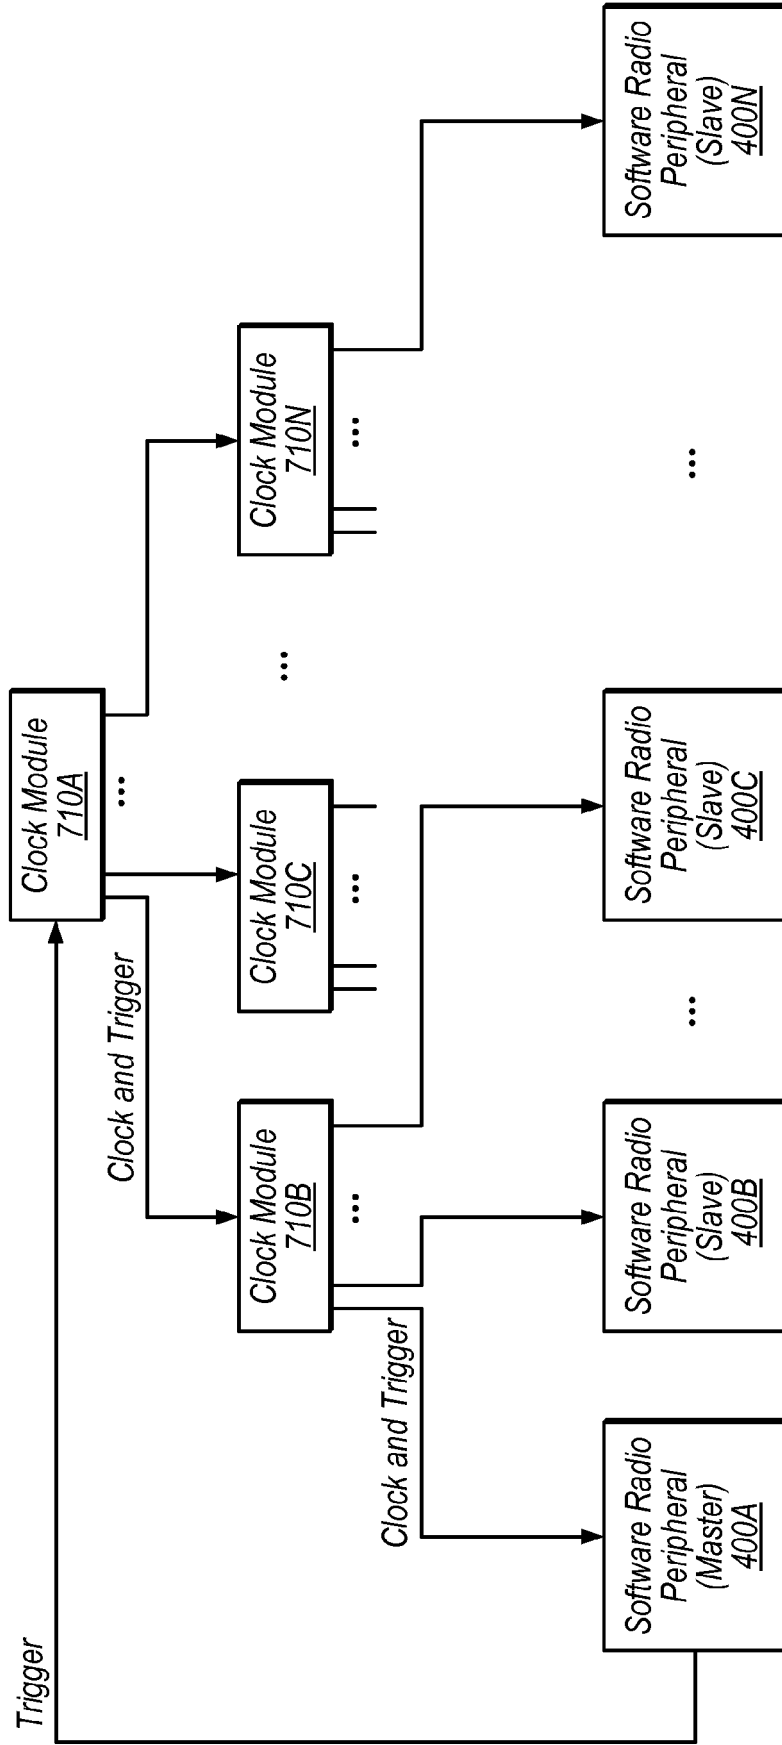 Trigger
Clock Module
710A
Clock and Trigger
...
Clock Module
710B
...
Clock Module
710C
...
...
Clock Module
710N
...
Clock and Trigger
Software Radio
Peripheral
(Master)
400A
Software Radio
Peripheral
(Slave)
400B
...
Software Radio
Peripheral
(Slave)
400C
...
Software Radio
Peripheral
(Slave)
400N